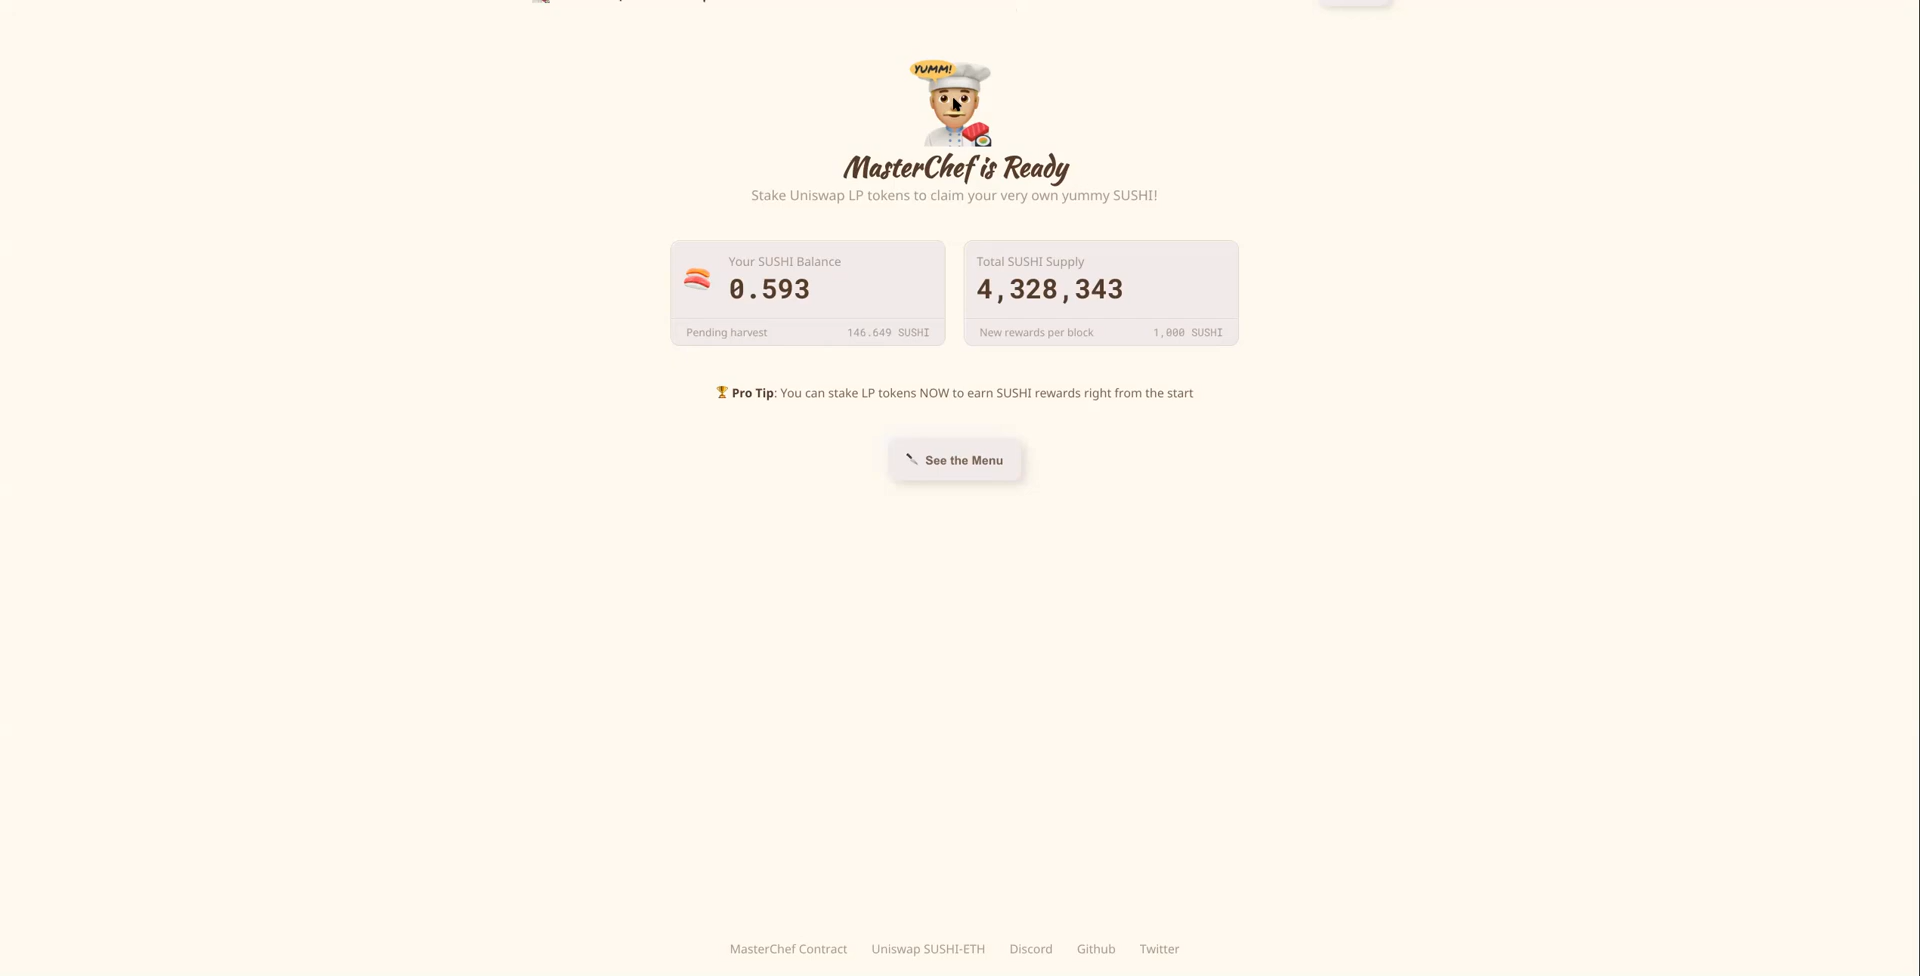 YUMM!
MasterChef is Ready
Stake Uniswap LP tokens to claim your very own yummy SUSHI!
Your SUSHI Balance
0.593
Pending harvest 146.649 SUSHI
Total SUSHI Supply
4,328,343
New rewards per block 1,000 SUSHI
🏆 Pro Tip: You can stake LP tokens NOW to earn SUSHI rewards right from the start
See the Menu
MasterChef Contract Uniswap SUSHI-ETH Discord Github Twitter